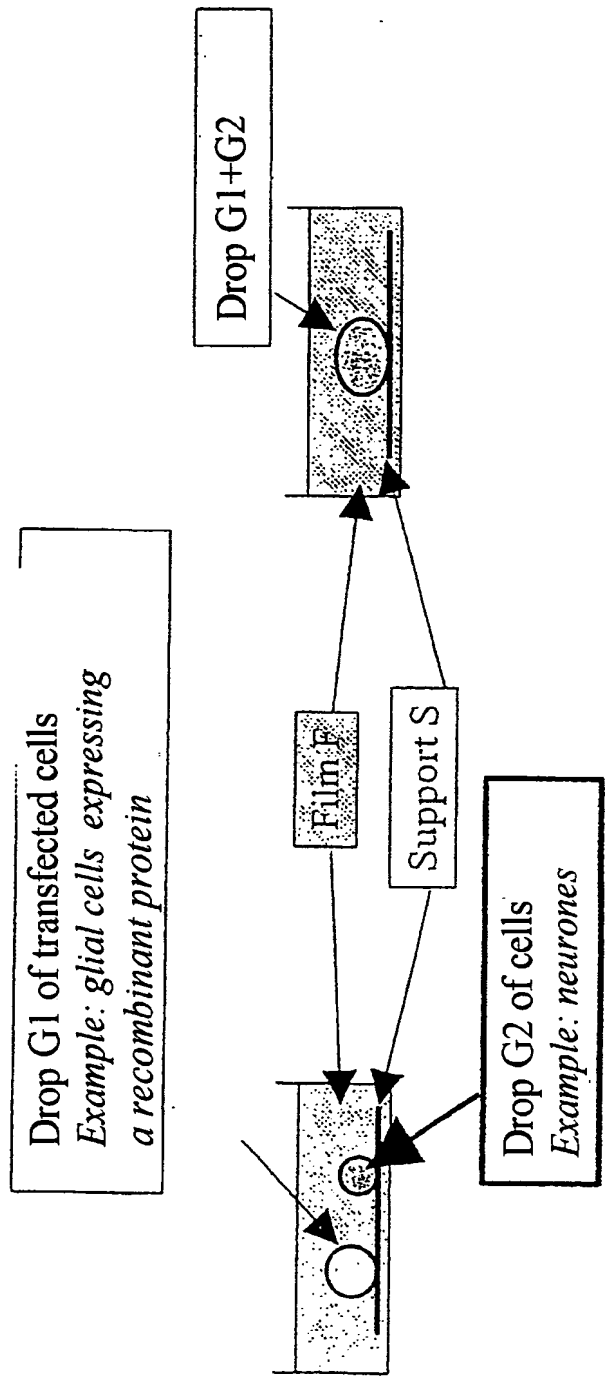 Drop G1 of transfected cells
Example: glial cells expressing
a recombinant protein
Drop G1+G2
Film F
Support S
Drop G2 of cells
Example: neurones